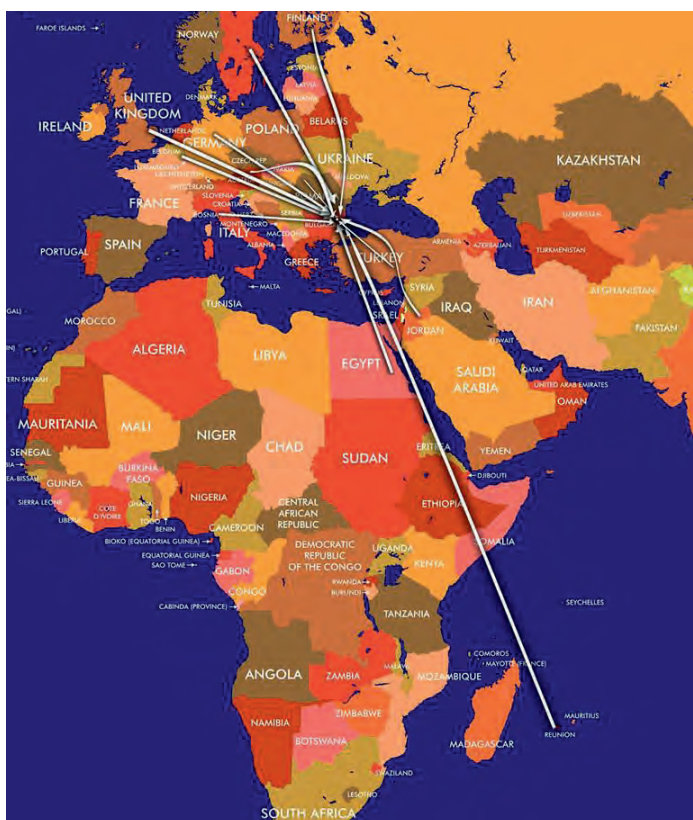 FAROE ISLANDS
NORWAY
FINLAND
ESTONIA
LATVIA
LITHUANIA
DENMARK
UNITED
KINGDOM
IRELAND
NETHERLANDS
BELARUS
POLAND
GERMANY
BELGIUM
LUXEMBOURG
CZECH REP.
UKRAINE
LIECHTENSTEIN
SWITZERLAND
MOLDOVA
KAZAKHSTAN
FRANCE
SLOVENIA
CROATIA
BOSNIA
SERBIA
MONTENEGRO
ITALY
MACEDONIA
ALBANIA
GREECE
PORTUGAL
SPAIN
TURKEY
ARMENIA
AZERBAIJAN
UZBEKISTAN
TURKMENISTAN
MALTA
TUNISIA
CYPRUS
LEBANON
SYRIA
ISRAEL
JORDAN
IRAQ
IRAN
AFGHANISTAN
PAKISTAN
KUWAIT
MOROCCO
ALGERIA
LIBYA
EGYPT
SAUDI
ARABIA
QATAR
UNITED ARAB EMIRATES
OMAN
YEMEN
MAURITANIA
MALI
NIGER
CHAD
SUDAN
ERITREA
DJIBOUTI
SENEGAL
GUINEA
BURKINA
FASO
SIERRA LEONE
LIBERIA
COTE
D'IVOIRE
GHANA
TOGO
BENIN
NIGERIA
CAMEROON
CENTRAL
AFRICAN
REPUBLIC
ETHIOPIA
SOMALIA
BIOKO (EQUATORIAL GUINEA)
EQUATORIAL GUINEA
SAO TOME
GABON
CONGO
DEMOCRATIC
REPUBLIC
OF THE CONGO
UGANDA
KENYA
RWANDA
BURUNDI
CABINDA (PROVINCE)
TANZANIA
SEYCHELLES
ANGOLA
ZAMBIA
MALAWI
MOZAMBIQUE
COMOROS
MAYOTTE (FRANCE)
NAMIBIA
ZIMBABWE
BOTSWANA
MADAGASCAR
MAURITIUS
REUNION
SWAZILAND
LESOTHO
SOUTH AFRICA